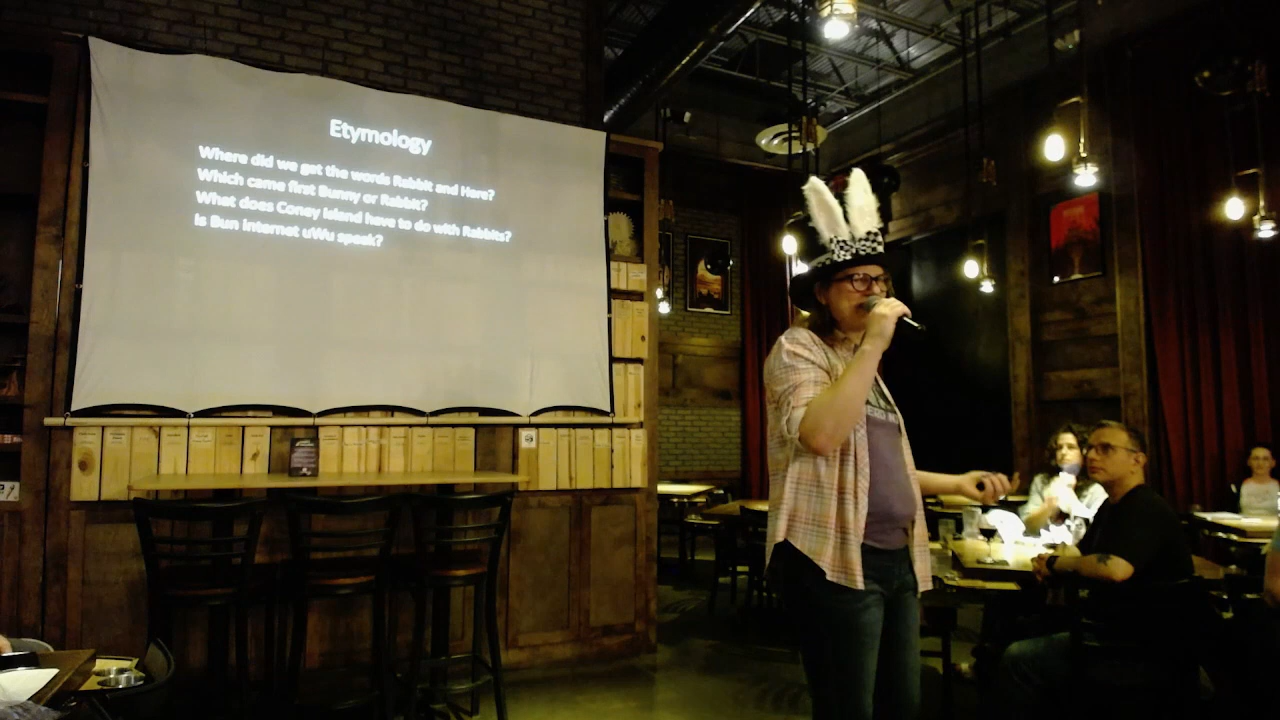 Etymology
Where did we get the words Rabbit and Hare?
Which came first Bunny or Rabbit?
What does Coney Island have to do with Rabbits?
Is Bun internet uWu speak?